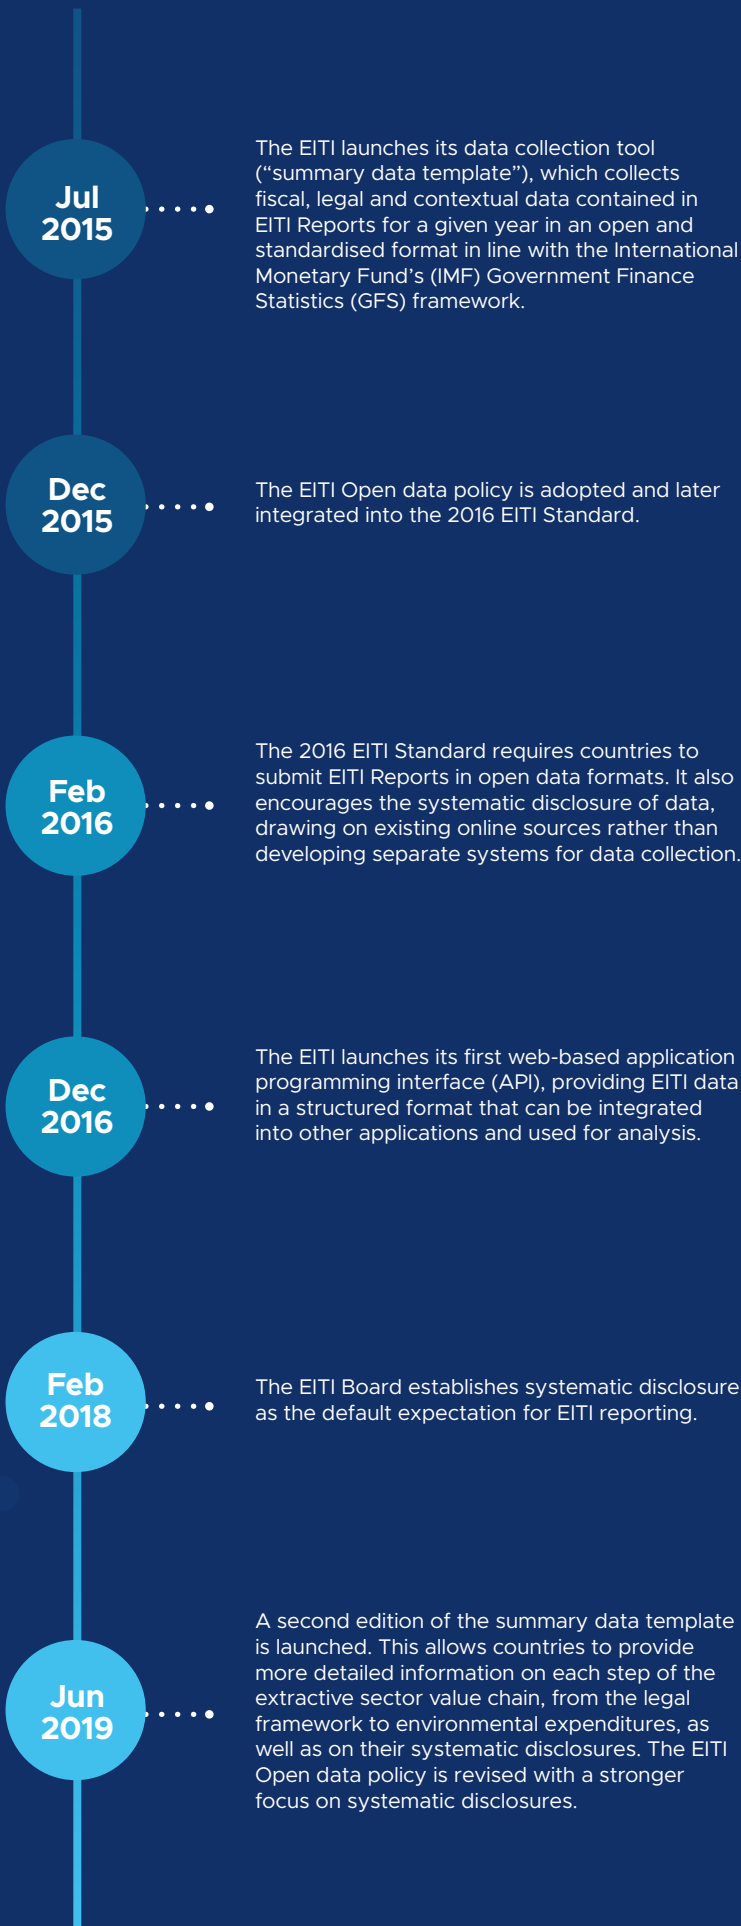 Jul
2015
The EITI launches its data collection tool
(“summary data template”), which collects
fiscal, legal and contextual data contained in
EITI Reports for a given year in an open and
standardised format in line with the International
Monetary Fund’s (IMF) Government Finance
Statistics (GFS) framework.
Dec
2015
The EITI Open data policy is adopted and later
integrated into the 2016 EITI Standard.
Feb
2016
The 2016 EITI Standard requires countries to
submit EITI Reports in open data formats. It also
encourages the systematic disclosure of data,
drawing on existing online sources rather than
developing separate systems for data collection.
Dec
2016
The EITI launches its first web-based application
programming interface (API), providing EITI data
in a structured format that can be integrated
into other applications and used for analysis.
Feb
2018
The EITI Board establishes systematic disclosure
as the default expectation for EITI reporting.
Jun
2019
A second edition of the summary data template
is launched. This allows countries to provide
more detailed information on each step of the
extractive sector value chain, from the legal
framework to environmental expenditures, as
well as on their systematic disclosures. The EITI
Open data policy is revised with a stronger
focus on systematic disclosures.